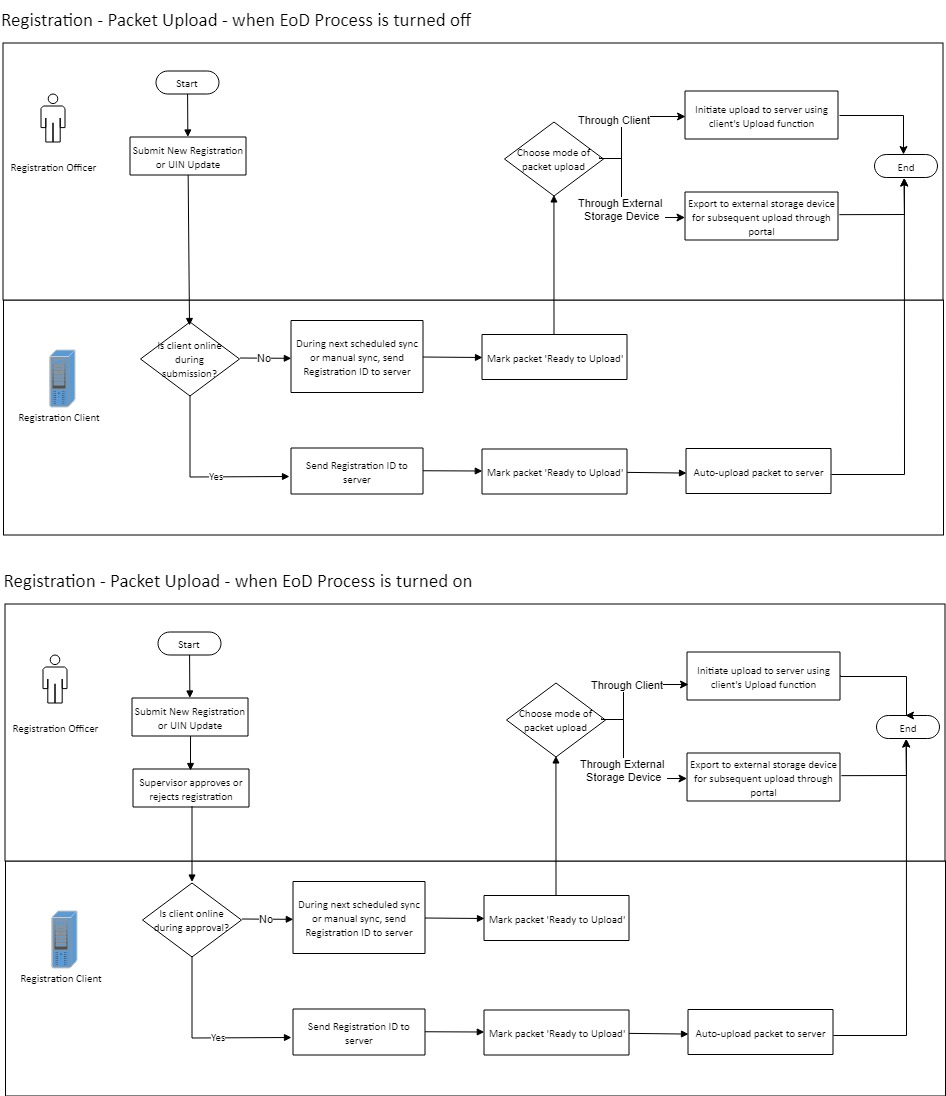 Registration - Packet Upload - when EoD Process is turned off
Start
Registration Officer
Submit New Registration
or UIN Update
Choose mode of
packet upload
Through Client
Initiate upload to server using
client's Upload function
Through External
Storage Device
Export to external storage device
for subsequent upload through
portal
End
Registration Client
Is client online
during
submission?
No
During next scheduled sync
or manual sync, send
Registration ID to server
Mark packet 'Ready to Upload'
Yes
Send Registration ID to
server
Mark packet 'Ready to Upload'
Auto-upload packet to server
Registration - Packet Upload - when EoD Process is turned on
Start
Registration Officer
Submit New Registration
or UIN Update
Supervisor approves or
rejects registration
Choose mode of
packet upload
Through Client
Initiate upload to server using
client's Upload function
Through External
Storage Device
Export to external storage device
for subsequent upload through
portal
End
Registration Client
Is client online
during approval?
No
During next scheduled sync
or manual sync, send
Registration ID to server
Mark packet 'Ready to Upload'
Yes
Send Registration ID to
server
Mark packet 'Ready to Upload'
Auto-upload packet to server